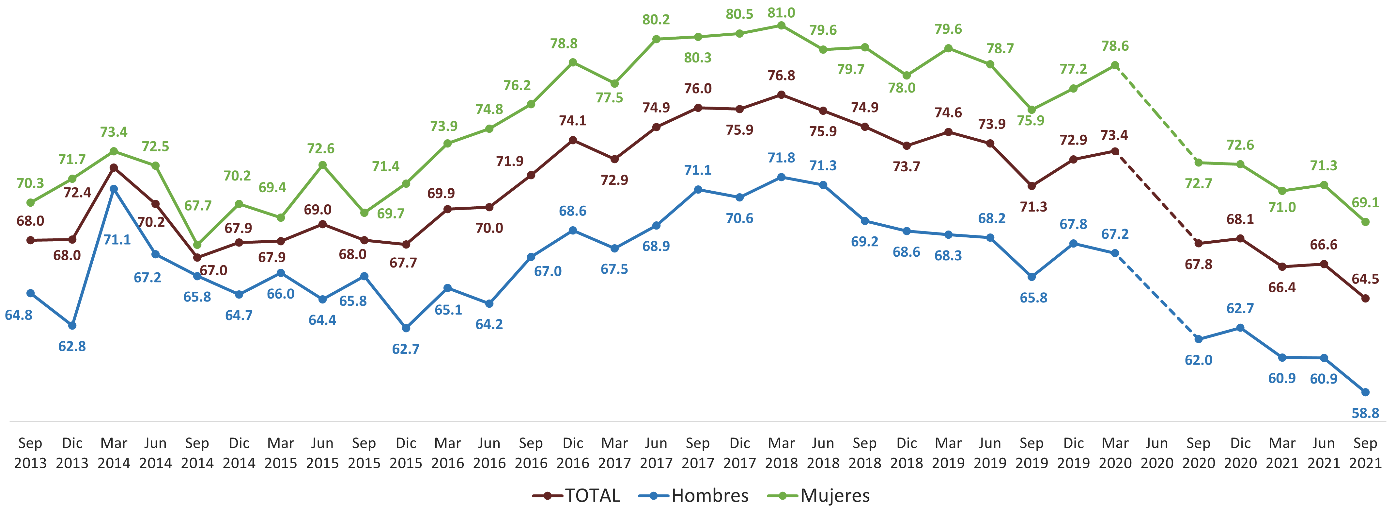 70.3 71.7 73.4 72.5 67.7 70.2 69.4 72.6 69.7 71.4 73.9 74.8 76.2 78.8 77.5 80.2 80.3 80.5 81.0 79.6 79.7 78.0 79.6 78.7 75.9 77.2 78.6 72.7 72.6 71.0 71.3 69.1
68.0 68.0 72.4 70.2 67.0 67.9 67.9 69.0 68.0 67.7 69.9 70.0 71.9 74.1 72.9 74.9 76.0 75.9 76.8 75.9 74.9 73.7 74.6 73.9 71.3 72.9 73.4 67.8 68.1 66.4 66.6 64.5
64.8 62.8 71.1 67.2 65.8 64.7 66.0 64.4 65.8 62.7 65.1 64.2 67.0 68.6 67.5 68.9 71.1 70.6 71.8 71.3 69.2 68.6 68.3 68.2 65.8 67.8 67.2 62.0 62.7 60.9 60.9 58.8
Sep Dic Mar Jun Sep Dic Mar Jun Sep Dic Mar Jun Sep Dic Mar Jun Sep Dic Mar Jun Sep Dic Mar Jun Sep Dic Mar Jun Sep Dic Mar Jun Sep
2013 2013 2014 2014 2014 2014 2015 2015 2015 2015 2016 2016 2016 2016 2017 2017 2017 2017 2018 2018 2018 2018 2019 2019 2019 2019 2020 2020 2020 2020 2021 2021 2021
TOTAL Hombres Mujeres